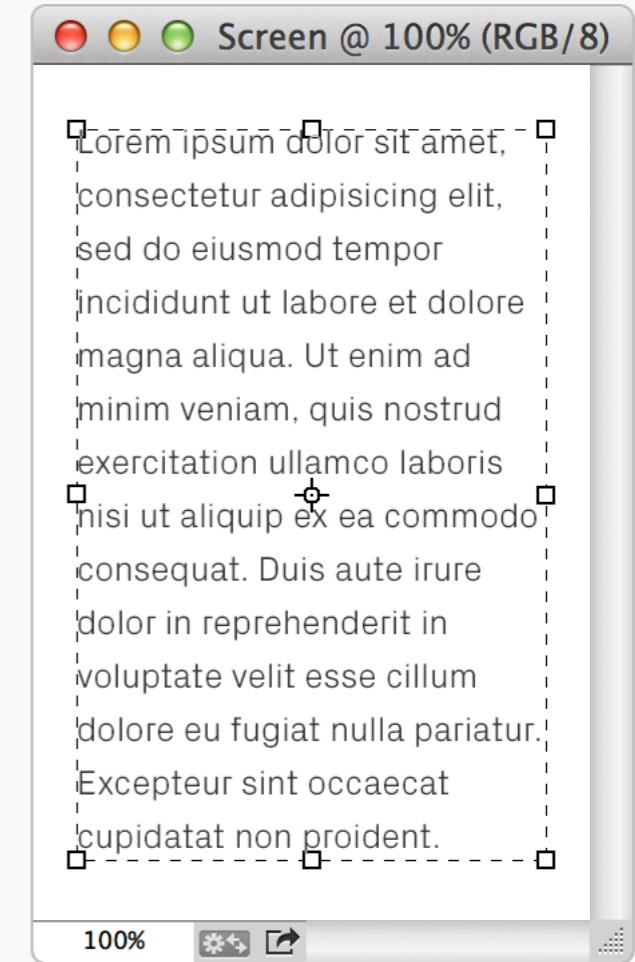 Screen @ 100% (RGB/8)
Lorem ipsum dolor sit amet,
consectetur adipisicing elit,
sed do eiusmod tempor
incididunt ut labore et dolore
magna aliqua. Ut enim ad
minim veniam, quis nostrud
exercitation ullamco laboris
nisi ut aliquip ex ea commodo
consequat. Duis aute irure
dolor in reprehenderit in
voluptate velit esse cillum
dolore eu fugiat nulla pariatur.
Excepteur sint occaecat
cupidatat non proident.
100%